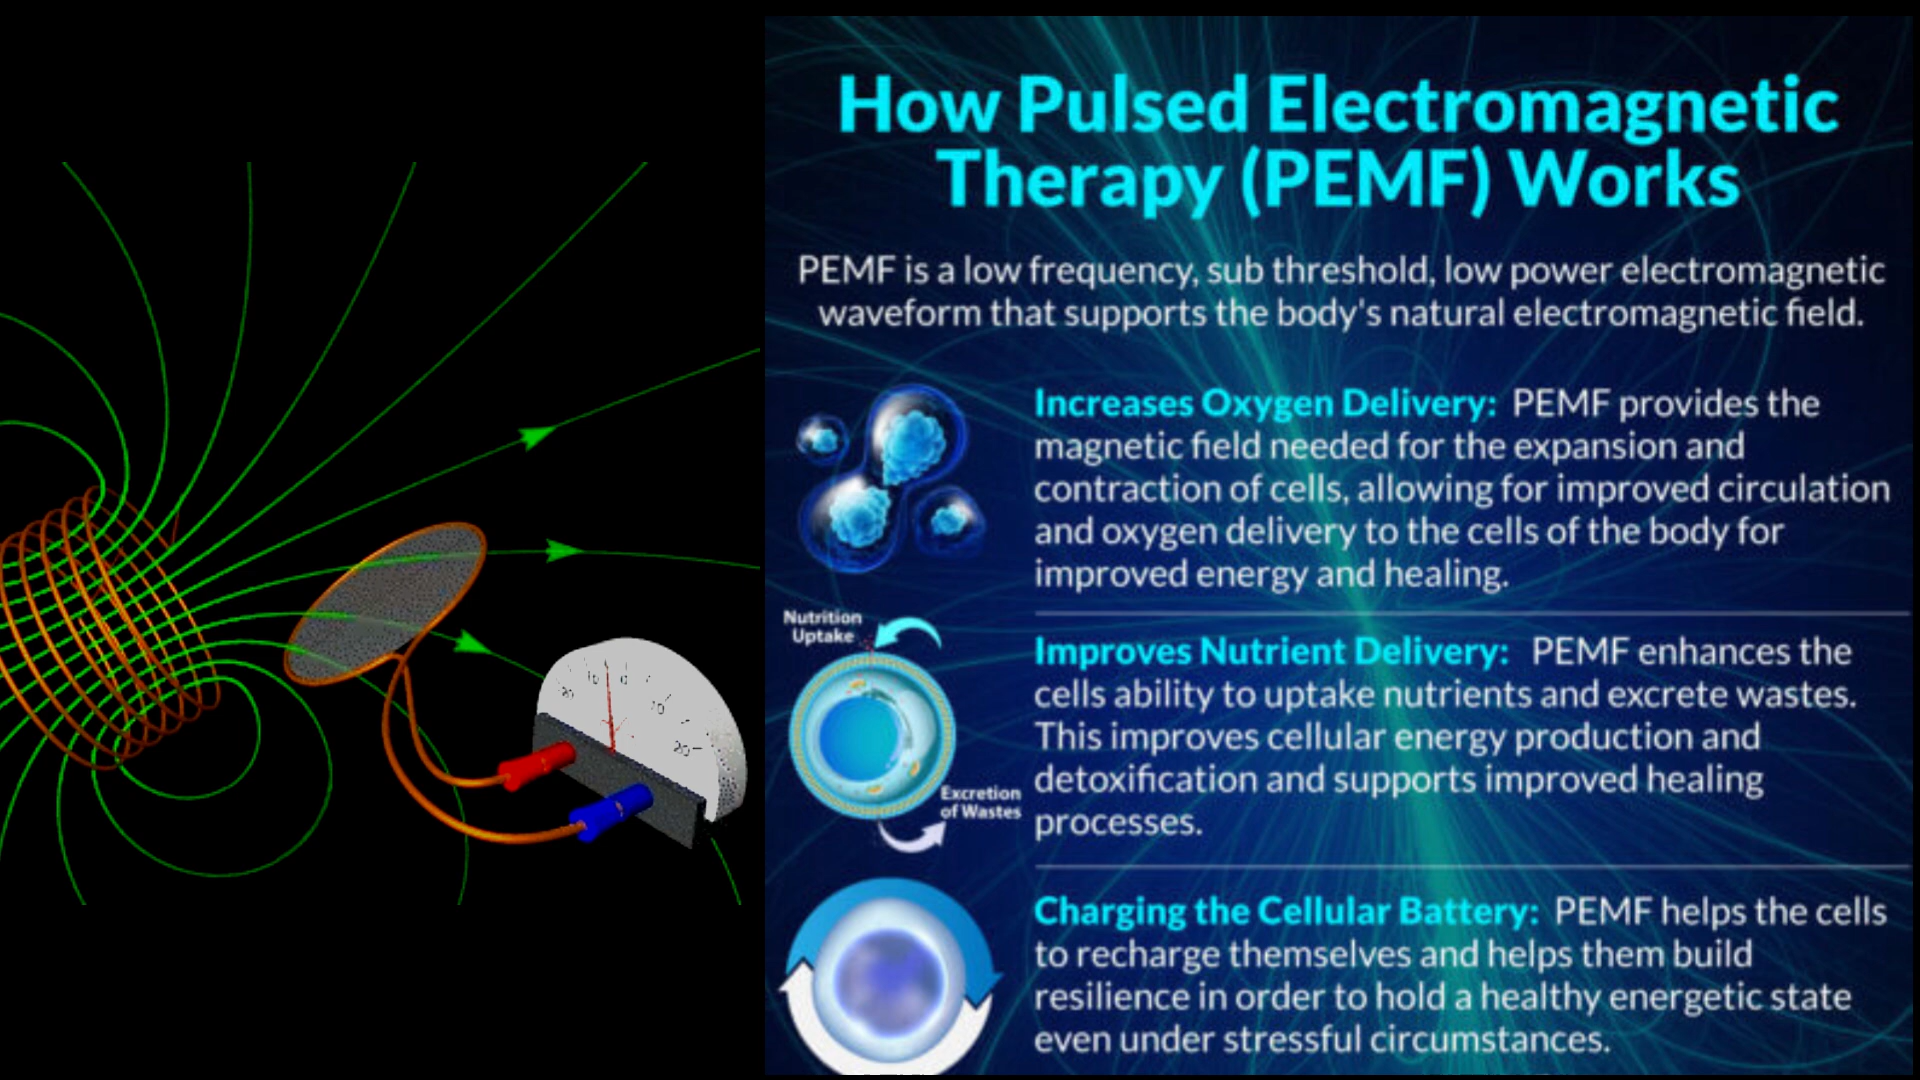 How Pulsed Electromagnetic
Therapy (PEMF) Works
PEMF is a low frequency, sub threshold, low power electromagnetic
waveform that supports the body's natural electromagnetic field.
Increases Oxygen Delivery: PEMF provides the
magnetic field needed for the expansion and
contraction of cells, allowing for improved circulation
and oxygen delivery to the cells of the body for
improved energy and healing.
Nutrition
Uptake
Excretion
of Wastes
Improves Nutrient Delivery: PEMF enhances the
cells ability to uptake nutrients and excrete wastes.
This improves cellular energy production and
detoxification and supports improved healing
processes.
Charging the Cellular Battery: PEMF helps the cells
to recharge themselves and helps them build
resilience in order to hold a healthy energetic state
even under stressful circumstances.
20 10 0 10 20